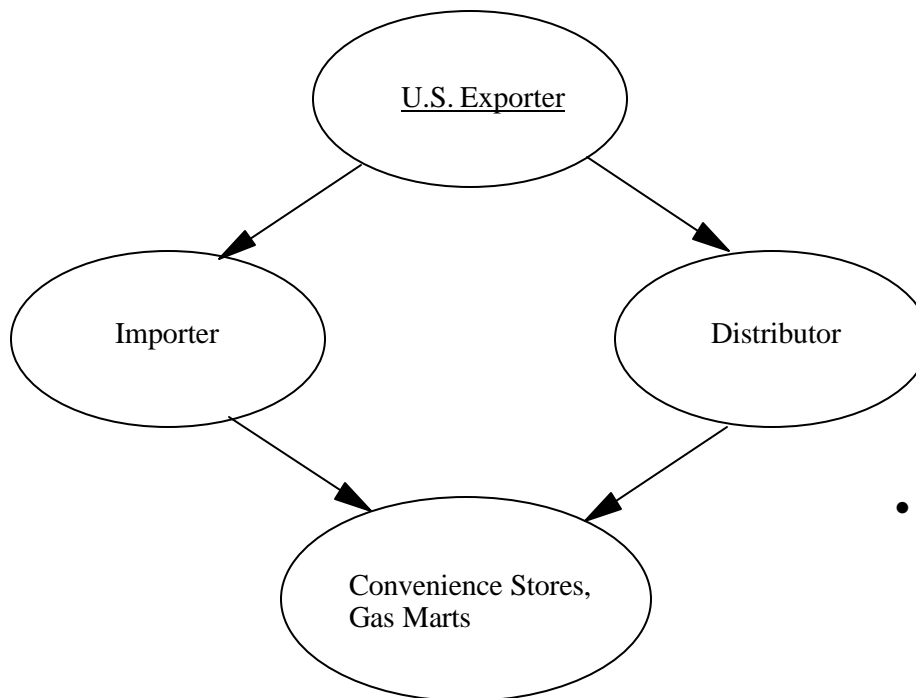 U.S. Exporter
Importer
Distributor
•
Convenience Stores,
Gas Marts